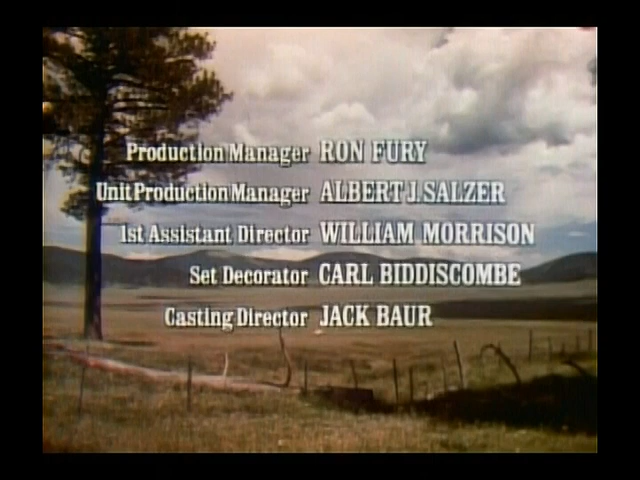 Production Manager RON FURY
Unit Production Manager ALBERT J. SALZER
1st Assistant Director WILLIAM MORRISON
Set Decorator CARL BIDDISCOMBE
Casting Director JACK BAUR